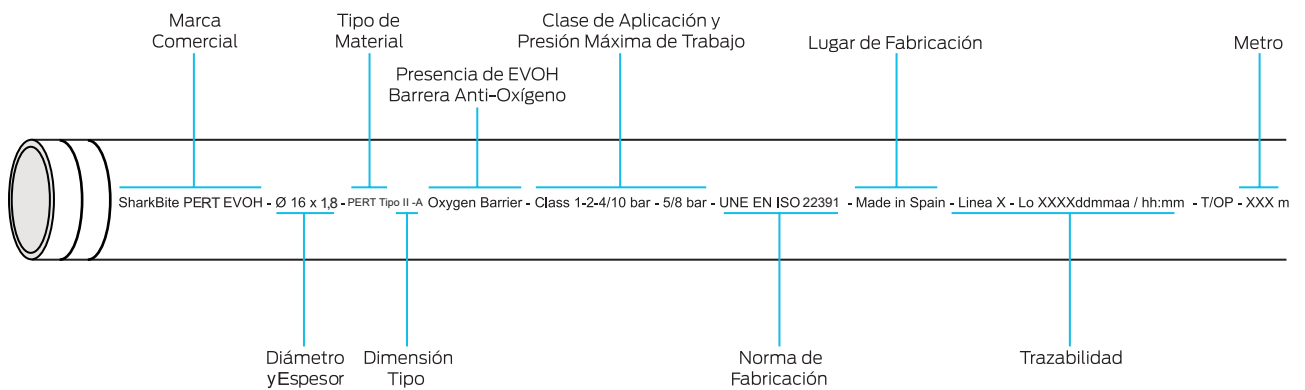 Marca
Comercial
Tipo de
Material
Presencia de EVOH
Barrera Anti-Oxígeno
Clase de Aplicación y
Presión Máxima de Trabajo
Lugar de Fabricación
Metro
SharkBite PERT EVOH - Ø 16 x 1,8 - PERT Tipo II -A Oxygen Barrier - Class 1-2-4/10 bar - 5/8 bar - UNE EN ISO 22391 - Made in Spain - Linea X - Lo XXXXddmmaa / hh:mm - T/OP - XXX m
Diámetro
yEspesor
Dimensión
Tipo
Norma de
Fabricación
Trazabilidad